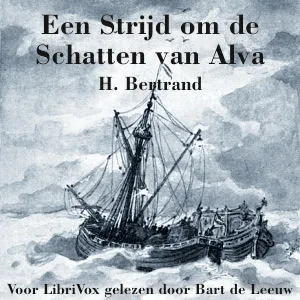 Een Strijd om de
Schatten van Alva
H. Bertrand
Voor LibriVox gelezen door Bart de Leeuw